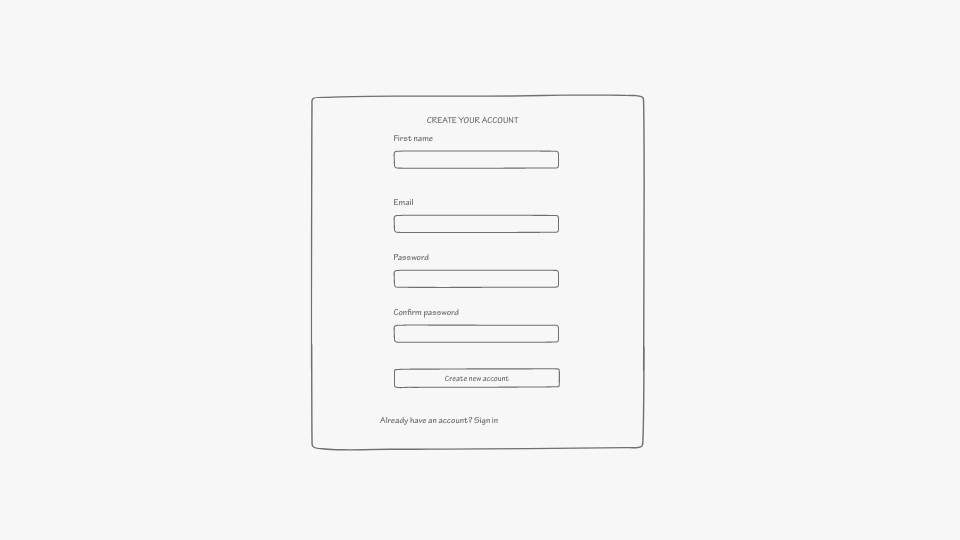 CREATE YOUR ACCOUNT
First name
Email
Password
Confirm password
Create new account
Already have an account? Sign in